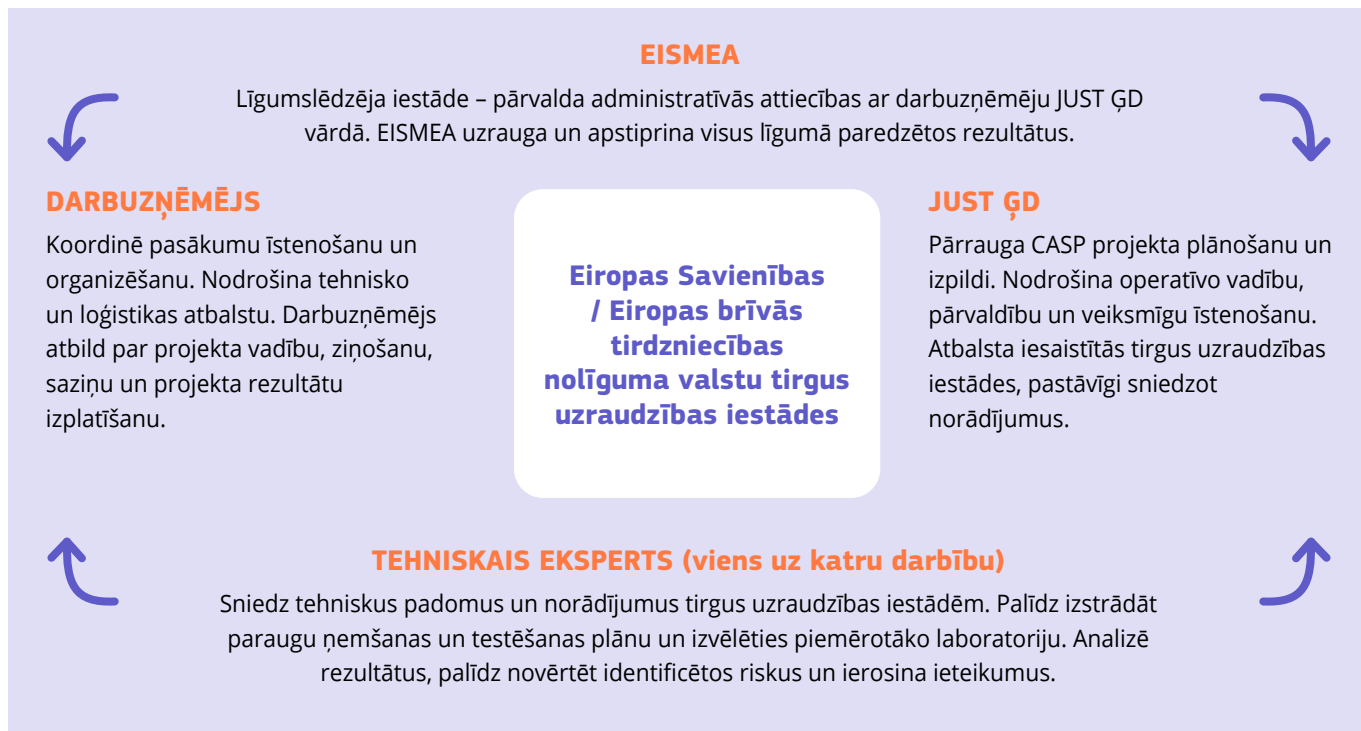 EISMEA
Līgumslēdzēja iestāde – pārvalda administratīvās attiecības ar darbuzņēmēju JUST ĢD
vārdā. EISMEA uzrauga un apstiprina visus līgumā paredzētos rezultātus.
DARBUZŅĒMĒJS
Koordinē pasākumu īstenošanu un
organizēšanu. Nodrošina tehnisko
un loģistikas atbalstu. Darbuzņēmējs
atbild par projekta vadību, ziņošanu,
saziņu un projekta rezultātu
izplatīšanu.
Eiropas Savienības
/ Eiropas brīvās
tirdzniecības
nolīguma valstu tirgus
uzraudzības iestādes
JUST ĢD
Pārrauga CASP projekta plānošanu un
izpildi. Nodrošina operatīvo vadību,
pārvaldību un veiksmīgu īstenošanu.
Atbalsta iesaistītās tirgus uzraudzības
iestādes, pastāvīgi sniedzot
norādījumus.
TEHNISKAIS EKSPERTS (viens uz katru darbību)
Sniedz tehniskus padomus un norādījumus tirgus uzraudzības iestādēm. Palīdz izstrādāt
paraugu ņemšanas un testēšanas plānu un izvēlēties piemērotāko laboratoriju. Analizē
rezultātus, palīdz novērtēt identificētos riskus un ierosina ieteikumus.